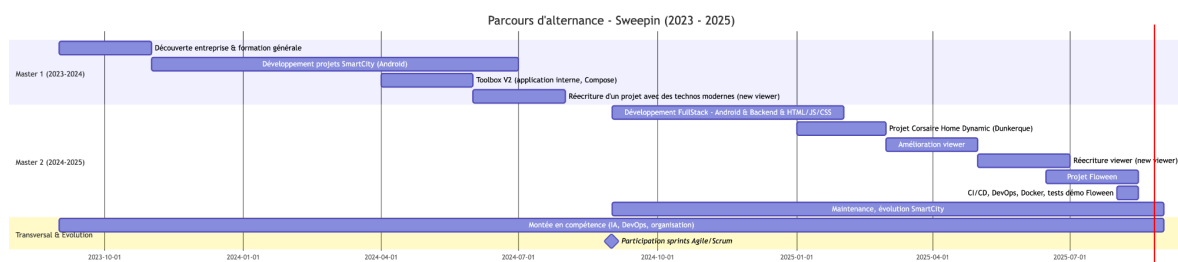 Parcours d'alternance - Sweepin (2023 - 2025)
Découverte entreprise & formation générale
Développement projets SmartCity (Android)
Master 1 (2023-2024)
Toolbox V2 (application interne, Compose)
Réecriture d'un projet avec des technos modernes (new viewer)
Développement FullStack - Android & Backend & HTML/JS/CSS
Projet Corsaire Home Dynamic (Dunkerque)
Amélioration viewer
Master 2 (2024-2025)
Réecriture viewer (new viewer)
Projet Floween
CI/CD, DevOps, Docker, tests démo Floween
Maintenance, évolution SmartCity
Montée en compétence (IA, DevOps, organisation)
Transversal & Évolution
Participation sprints Agile/Scrum
2023-10-01 2024-01-01 2024-04-01 2024-07-01 2024-10-01 2025-01-01 2025-04-01 2025-07-01